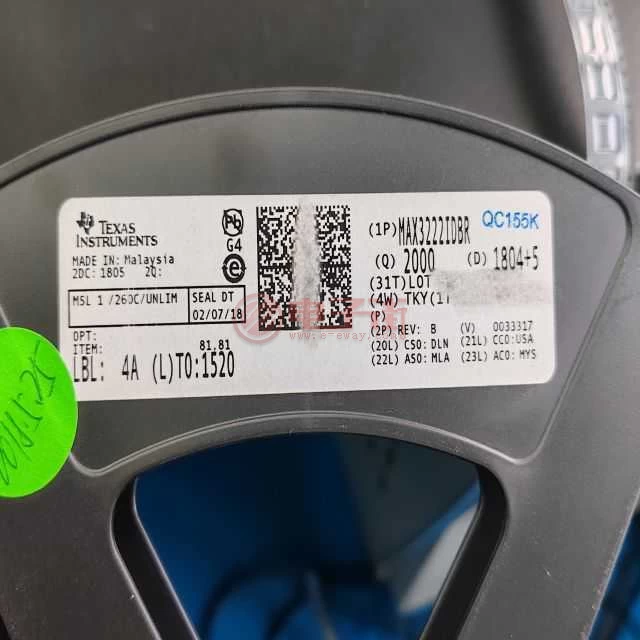 TEXAS
INSTRUMENTS
MADE IN: Malaysia
2DC: 1805 2Q:
MSL 1 /260C/UNLIM
SEAL DT
02/07/18
OPT:
ITEM:
81,81
LBL: 4A (L)TO:1520
Pb
G4
e
(1P)MAX3222IDBR
QC155K
(Q) 2000 (D) 1804+5
(31T)LOT
(4W) TKY(1T
(P)
(2P) REV: B (V) 0033317
(20L) CSO: DLN (21L) CCO:USA
(22L) ASO: MLA (23L) ACO: MYS